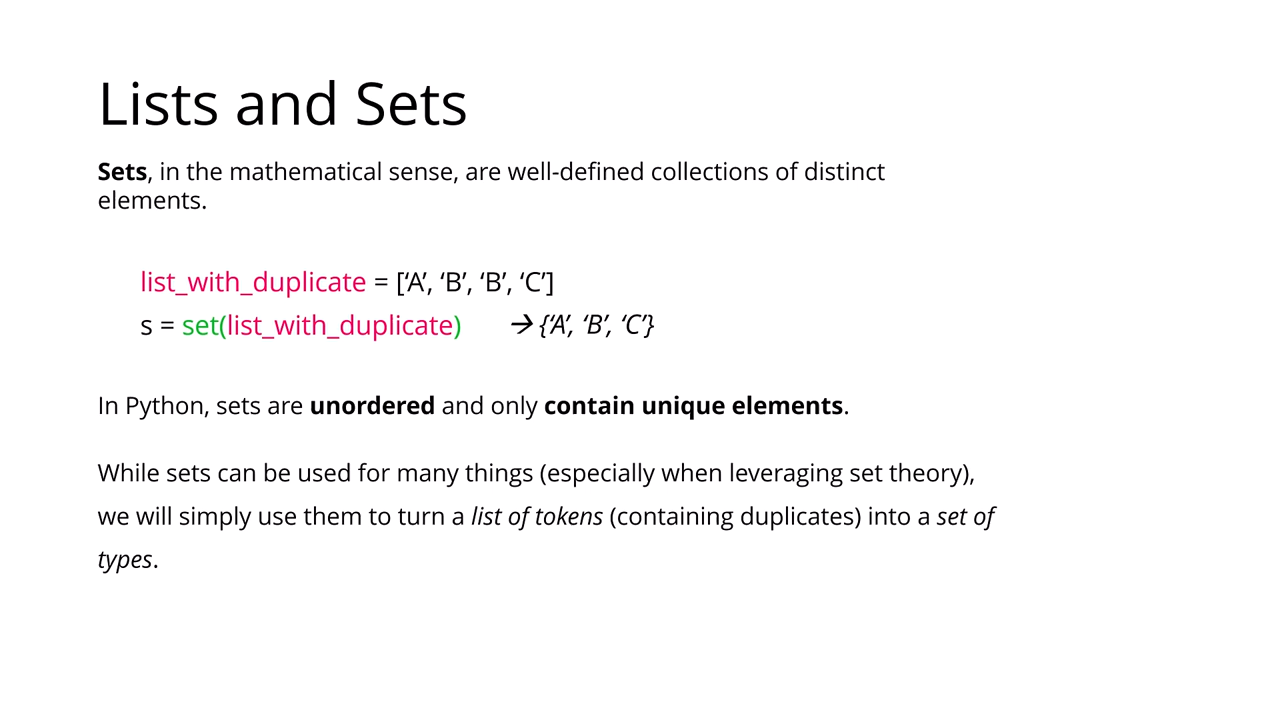 Lists and Sets
Sets, in the mathematical sense, are well-defined collections of distinct
elements.
list_with_duplicate = [‘A’, ‘B’, ‘B’, ‘C’]
s = set(list_with_duplicate) → {‘A’, ‘B’, ‘C’}
In Python, sets are unordered and only contain unique elements.
While sets can be used for many things (especially when leveraging set theory),
we will simply use them to turn a list of tokens (containing duplicates) into a set of
types.